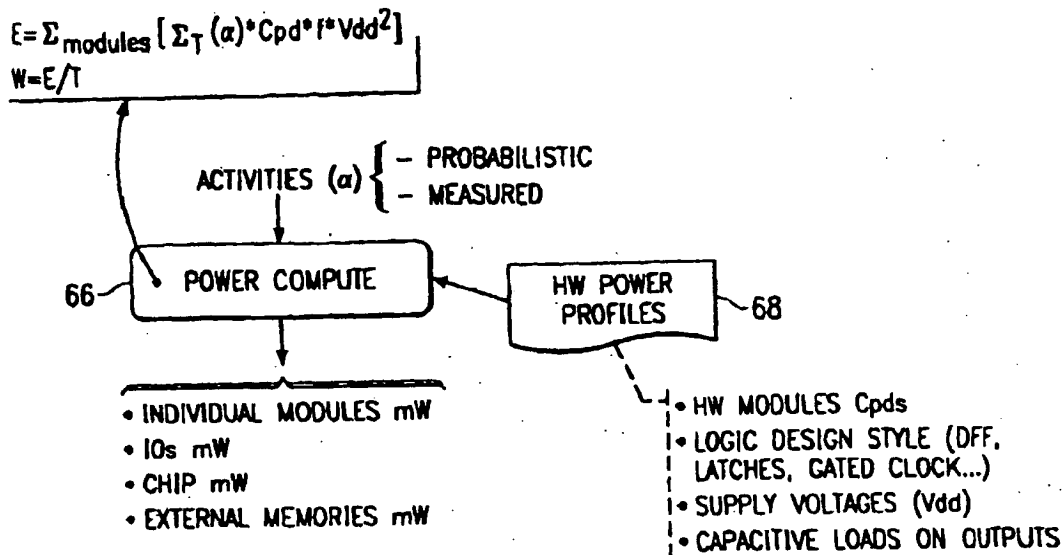 E=Σmodules[ΣT(α)*Cpd*f*Vdd²]
W=E/T
ACTIVITIES (α) { – PROBABILISTIC
– MEASURED
66
POWER COMPUTE
HW POWER
PROFILES
68
• INDIVIDUAL MODULES mW
• IOs mW
• CHIP mW
• EXTERNAL MEMORIES mW
• HW MODULES Cpds
• LOGIC DESIGN STYLE (DFF,
LATCHES, GATED CLOCK...)
• SUPPLY VOLTAGES (Vdd)
• CAPACITIVE LOADS ON OUTPUTS